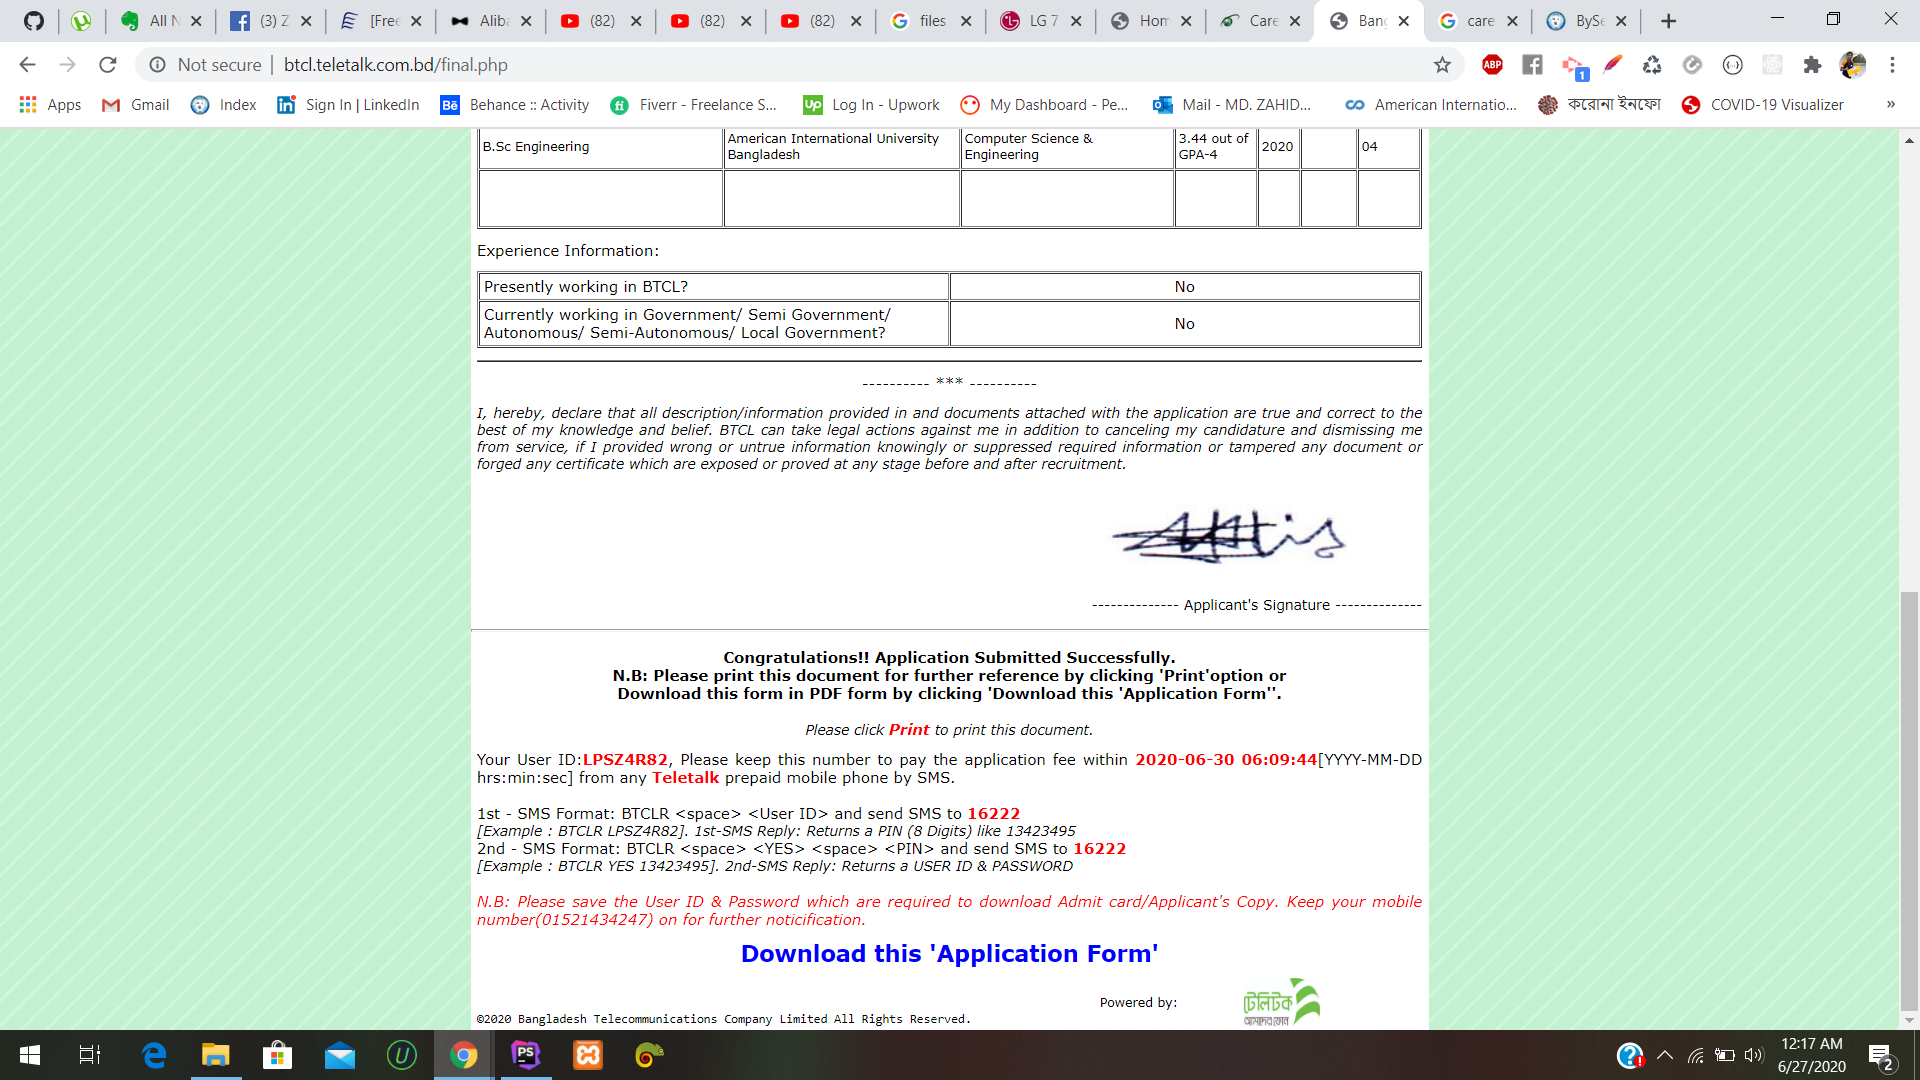 All N
(3) Z
[Free
Aliba
(82)
(82)
(82)
files
LG 7
Hom
Care
Bang
care
BySe
Not secure | btcl.teletalk.com.bd/final.php
ABP
1
Apps Gmail Index Sign In | LinkedIn Behance :: Activity Fiverr - Freelance S... Log In - Upwork My Dashboard - Pe... Mail - MD. ZAHID... American Internatio... করোনা ইনফো COVID-19 Visualizer »
B.Sc Engineering
American International University
Bangladesh
Computer Science &
Engineering
3.44 out of
GPA-4
2020
04
Experience Information:
Presently working in BTCL? No
Currently working in Government/ Semi Government/
Autonomous/ Semi-Autonomous/ Local Government?
No
---------- *** ----------
I, hereby, declare that all description/information provided in and documents attached with the application are true and correct to the
best of my knowledge and belief. BTCL can take legal actions against me in addition to canceling my candidature and dismissing me
from service, if I provided wrong or untrue information knowingly or suppressed required information or tampered any document or
forged any certificate which are exposed or proved at any stage before and after recruitment.
-------------- Applicant's Signature --------------
Congratulations!! Application Submitted Successfully.
N.B: Please print this document for further reference by clicking 'Print'option or
Download this form in PDF form by clicking 'Download this 'Application Form''.
Please click Print to print this document.
Your User ID:LPSZ4R82, Please keep this number to pay the application fee within 2020-06-30 06:09:44[YYYY-MM-DD
hrs:min:sec] from any Teletalk prepaid mobile phone by SMS.
1st - SMS Format: BTCLR <space> <User ID> and send SMS to 16222
[Example : BTCLR LPSZ4R82]. 1st-SMS Reply: Returns a PIN (8 Digits) like 13423495
2nd - SMS Format: BTCLR <space> <YES> <space> <PIN> and send SMS to 16222
[Example : BTCLR YES 13423495]. 2nd-SMS Reply: Returns a USER ID & PASSWORD
N.B: Please save the User ID & Password which are required to download Admit card/Applicant's Copy. Keep your mobile
number(01521434247) on for further noticification.
Download this 'Application Form'
Powered by:
টেলিটক
আমাদের ফোন
©2020 Bangladesh Telecommunications Company Limited All Rights Reserved.
12:17 AM
6/27/2020
2